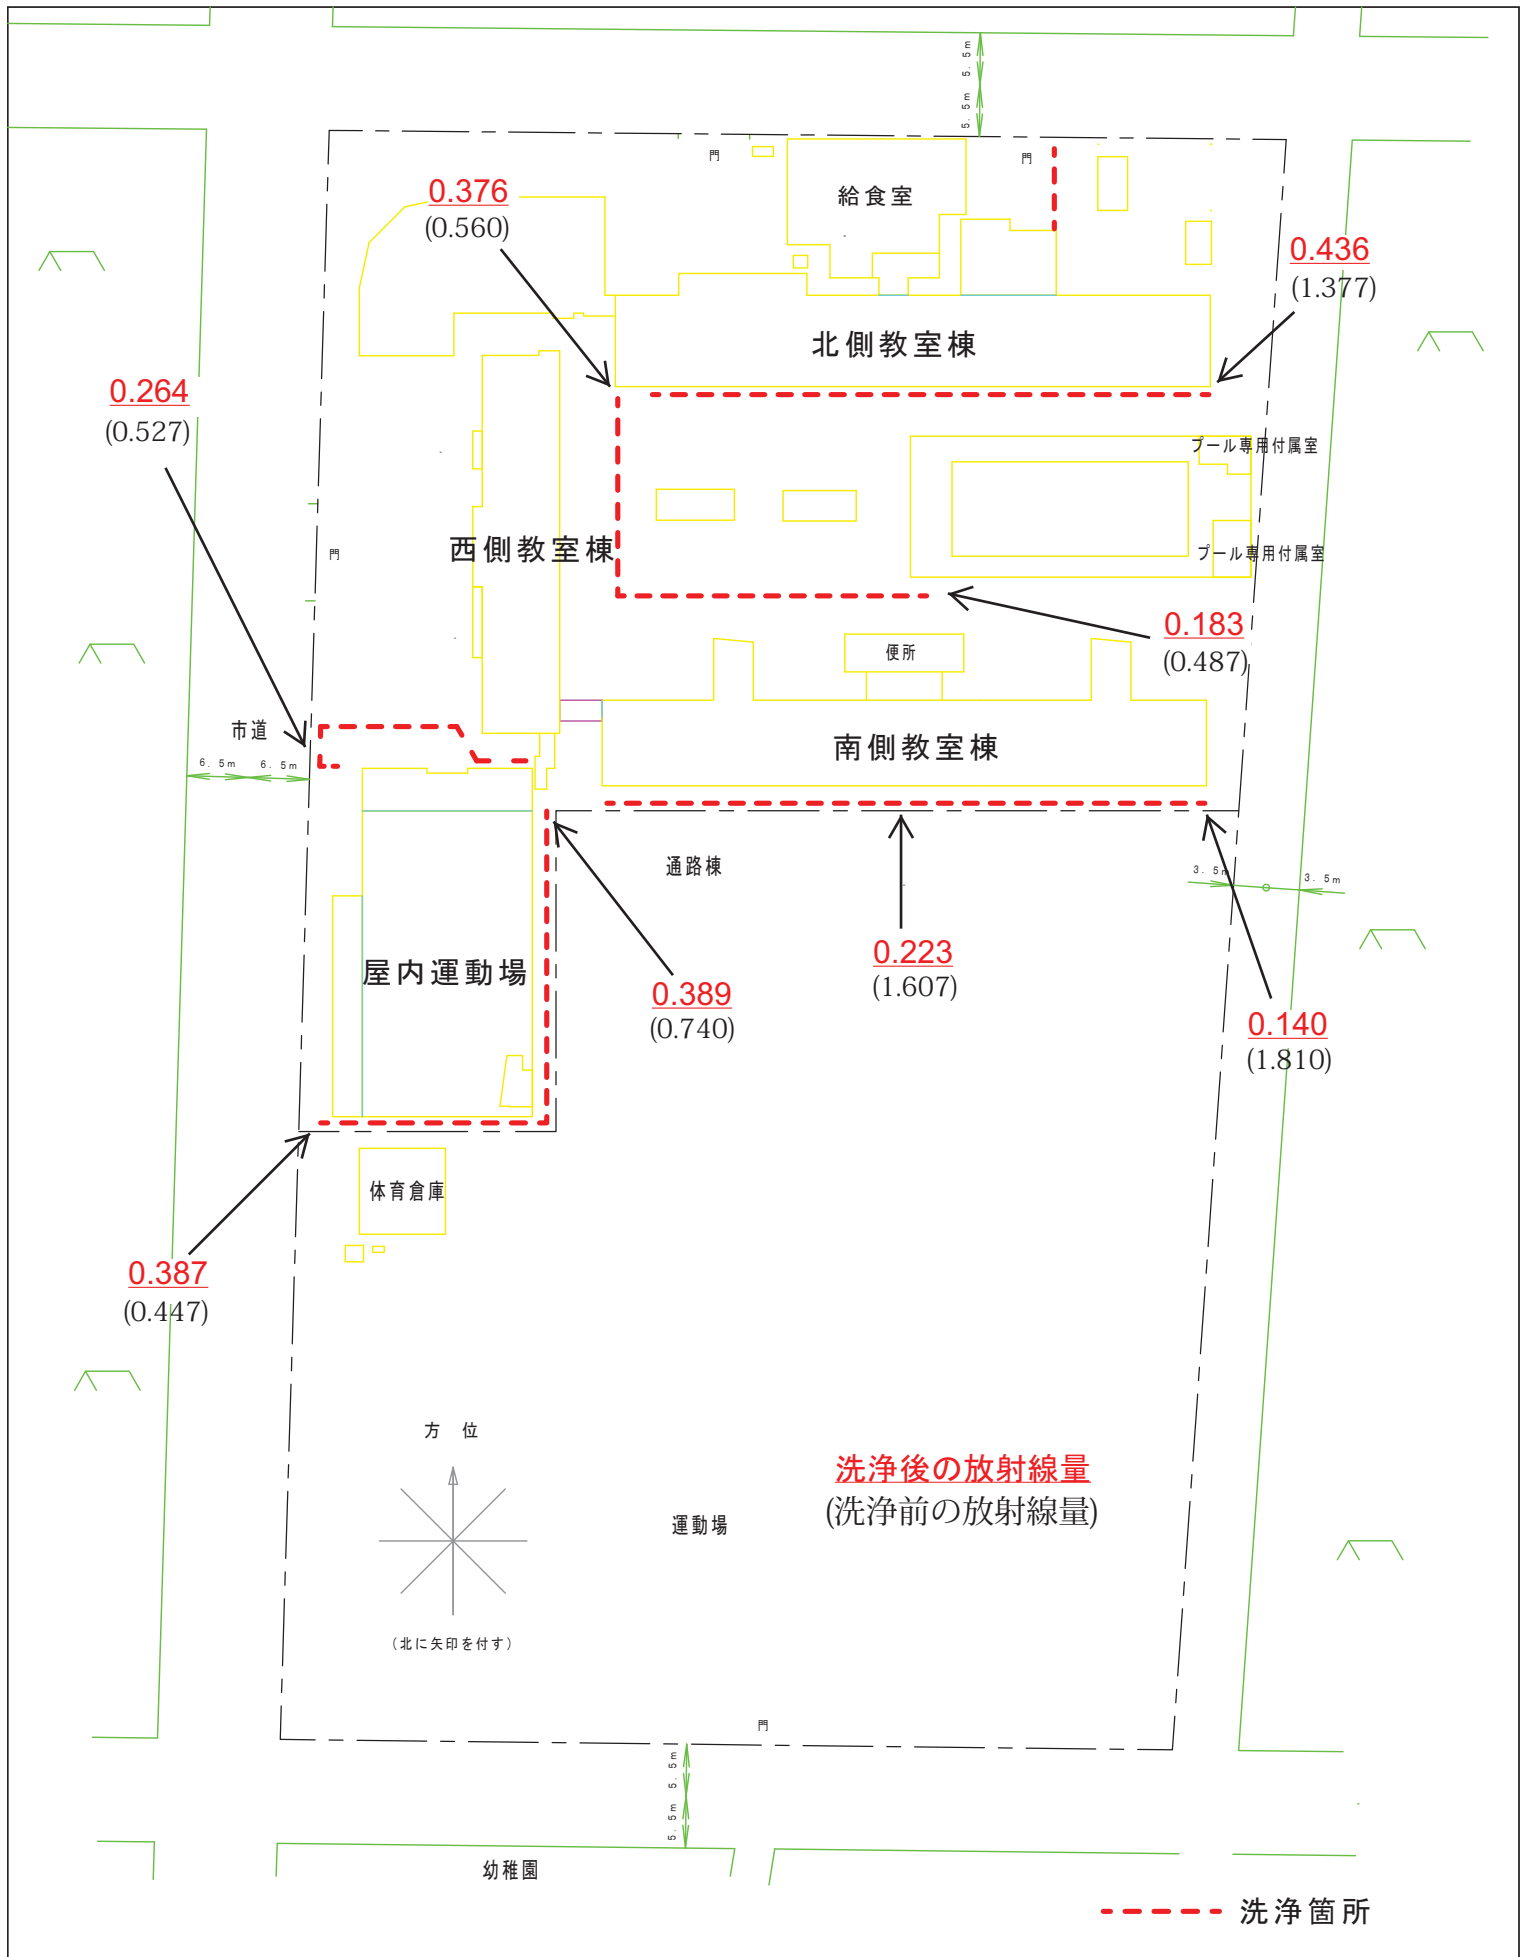 5.5m
5.5m
門
門
給食室
0.376
(0.560)
0.436
(1.377)
北側教室棟
0.264
(0.527)
プール専用付属室
門
西側教室棟
プール専用付属室
0.183
(0.487)
便所
市道
南側教室棟
6.5m 6.5m
通路棟
3.5m 3.5m
0.223
(1.607)
屋内運動場
0.389
(0.740)
0.140
(1.810)
体育倉庫
0.387
(0.447)
方 位
洗浄後の放射線量
(洗浄前の放射線量)
運動場
(北に矢印を付す)
門
5.5m
5.5m
幼稚園
洗浄箇所